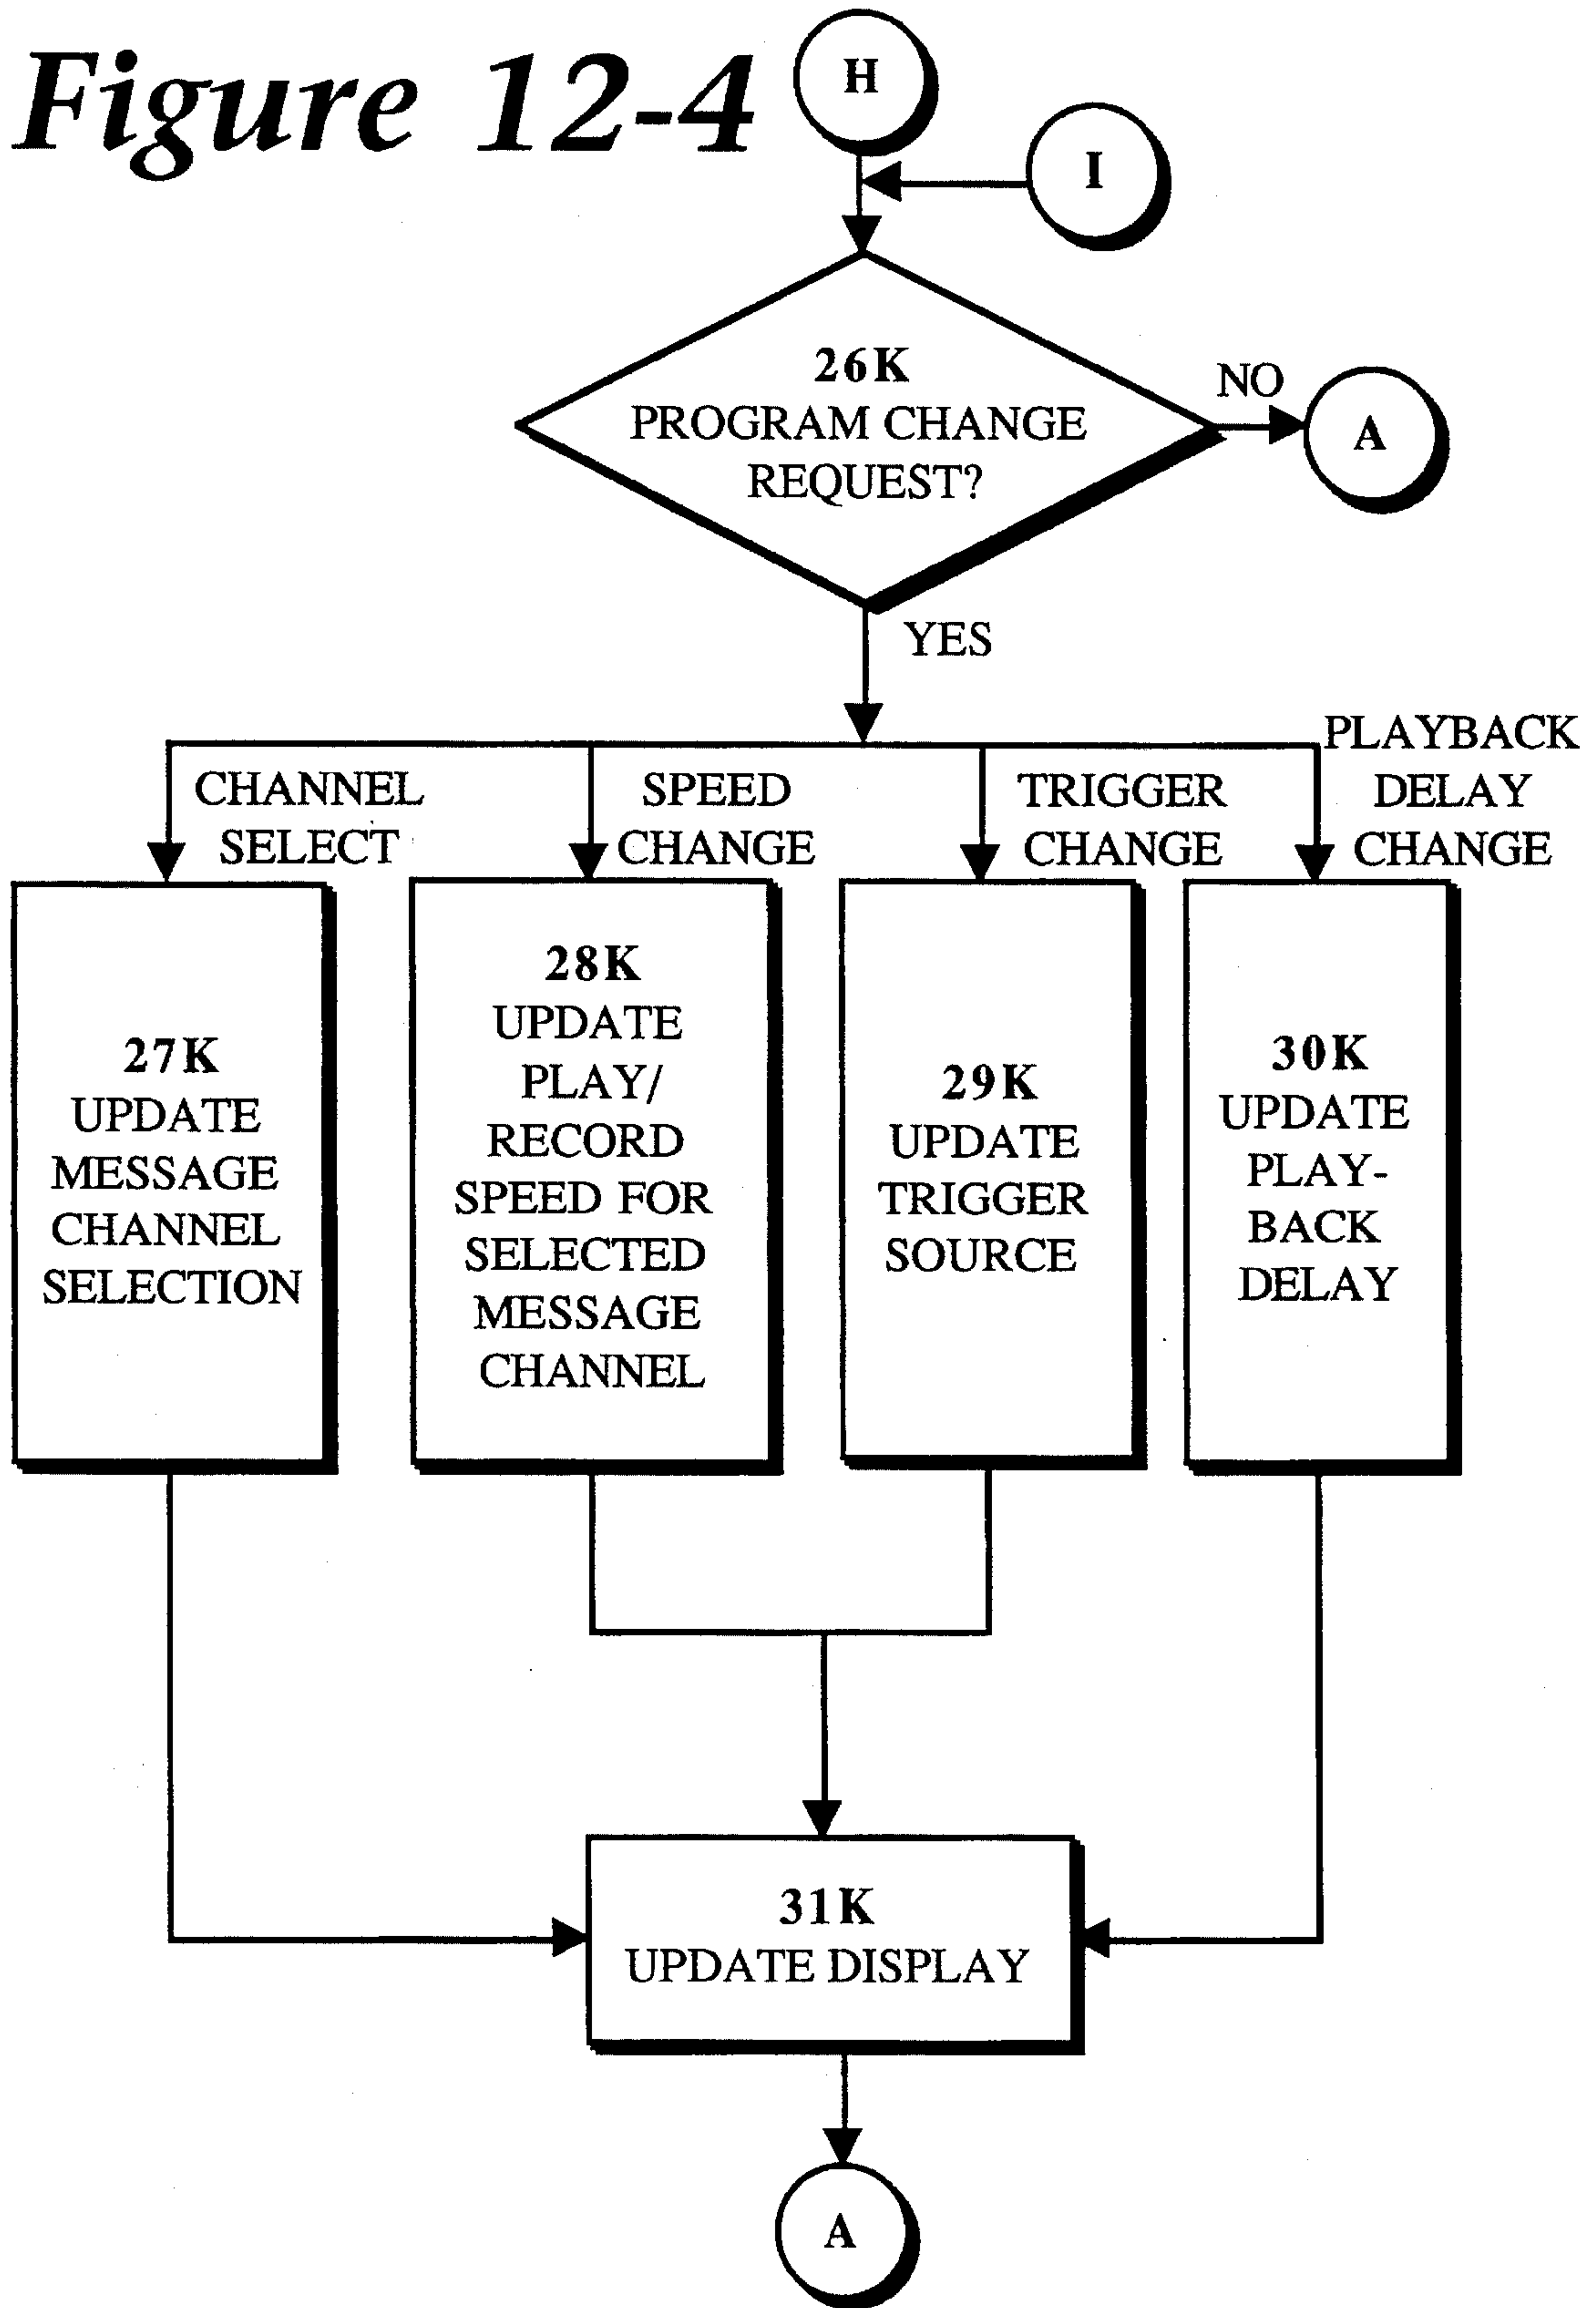 Figure 12-4
H
I
26K
PROGRAM CHANGE
REQUEST?
NO
A
YES
CHANNEL
SELECT
SPEED
CHANGE
TRIGGER
CHANGE
PLAYBACK
DELAY
CHANGE
27K
UPDATE
MESSAGE
CHANNEL
SELECTION
28K
UPDATE
PLAY/
RECORD
SPEED FOR
SELECTED
MESSAGE
CHANNEL
29K
UPDATE
TRIGGER
SOURCE
30K
UPDATE
PLAY-
BACK
DELAY
31K
UPDATE DISPLAY
A